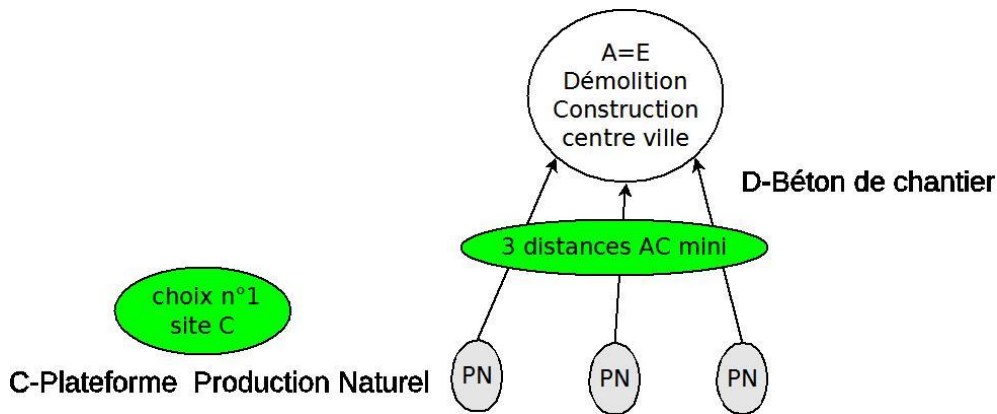 A=E
Démolition
Construction
centre ville
D-Béton de chantier
3 distances AC mini
choix n°1
site C
C-Plateforme Production Naturel
PN
PN
PN